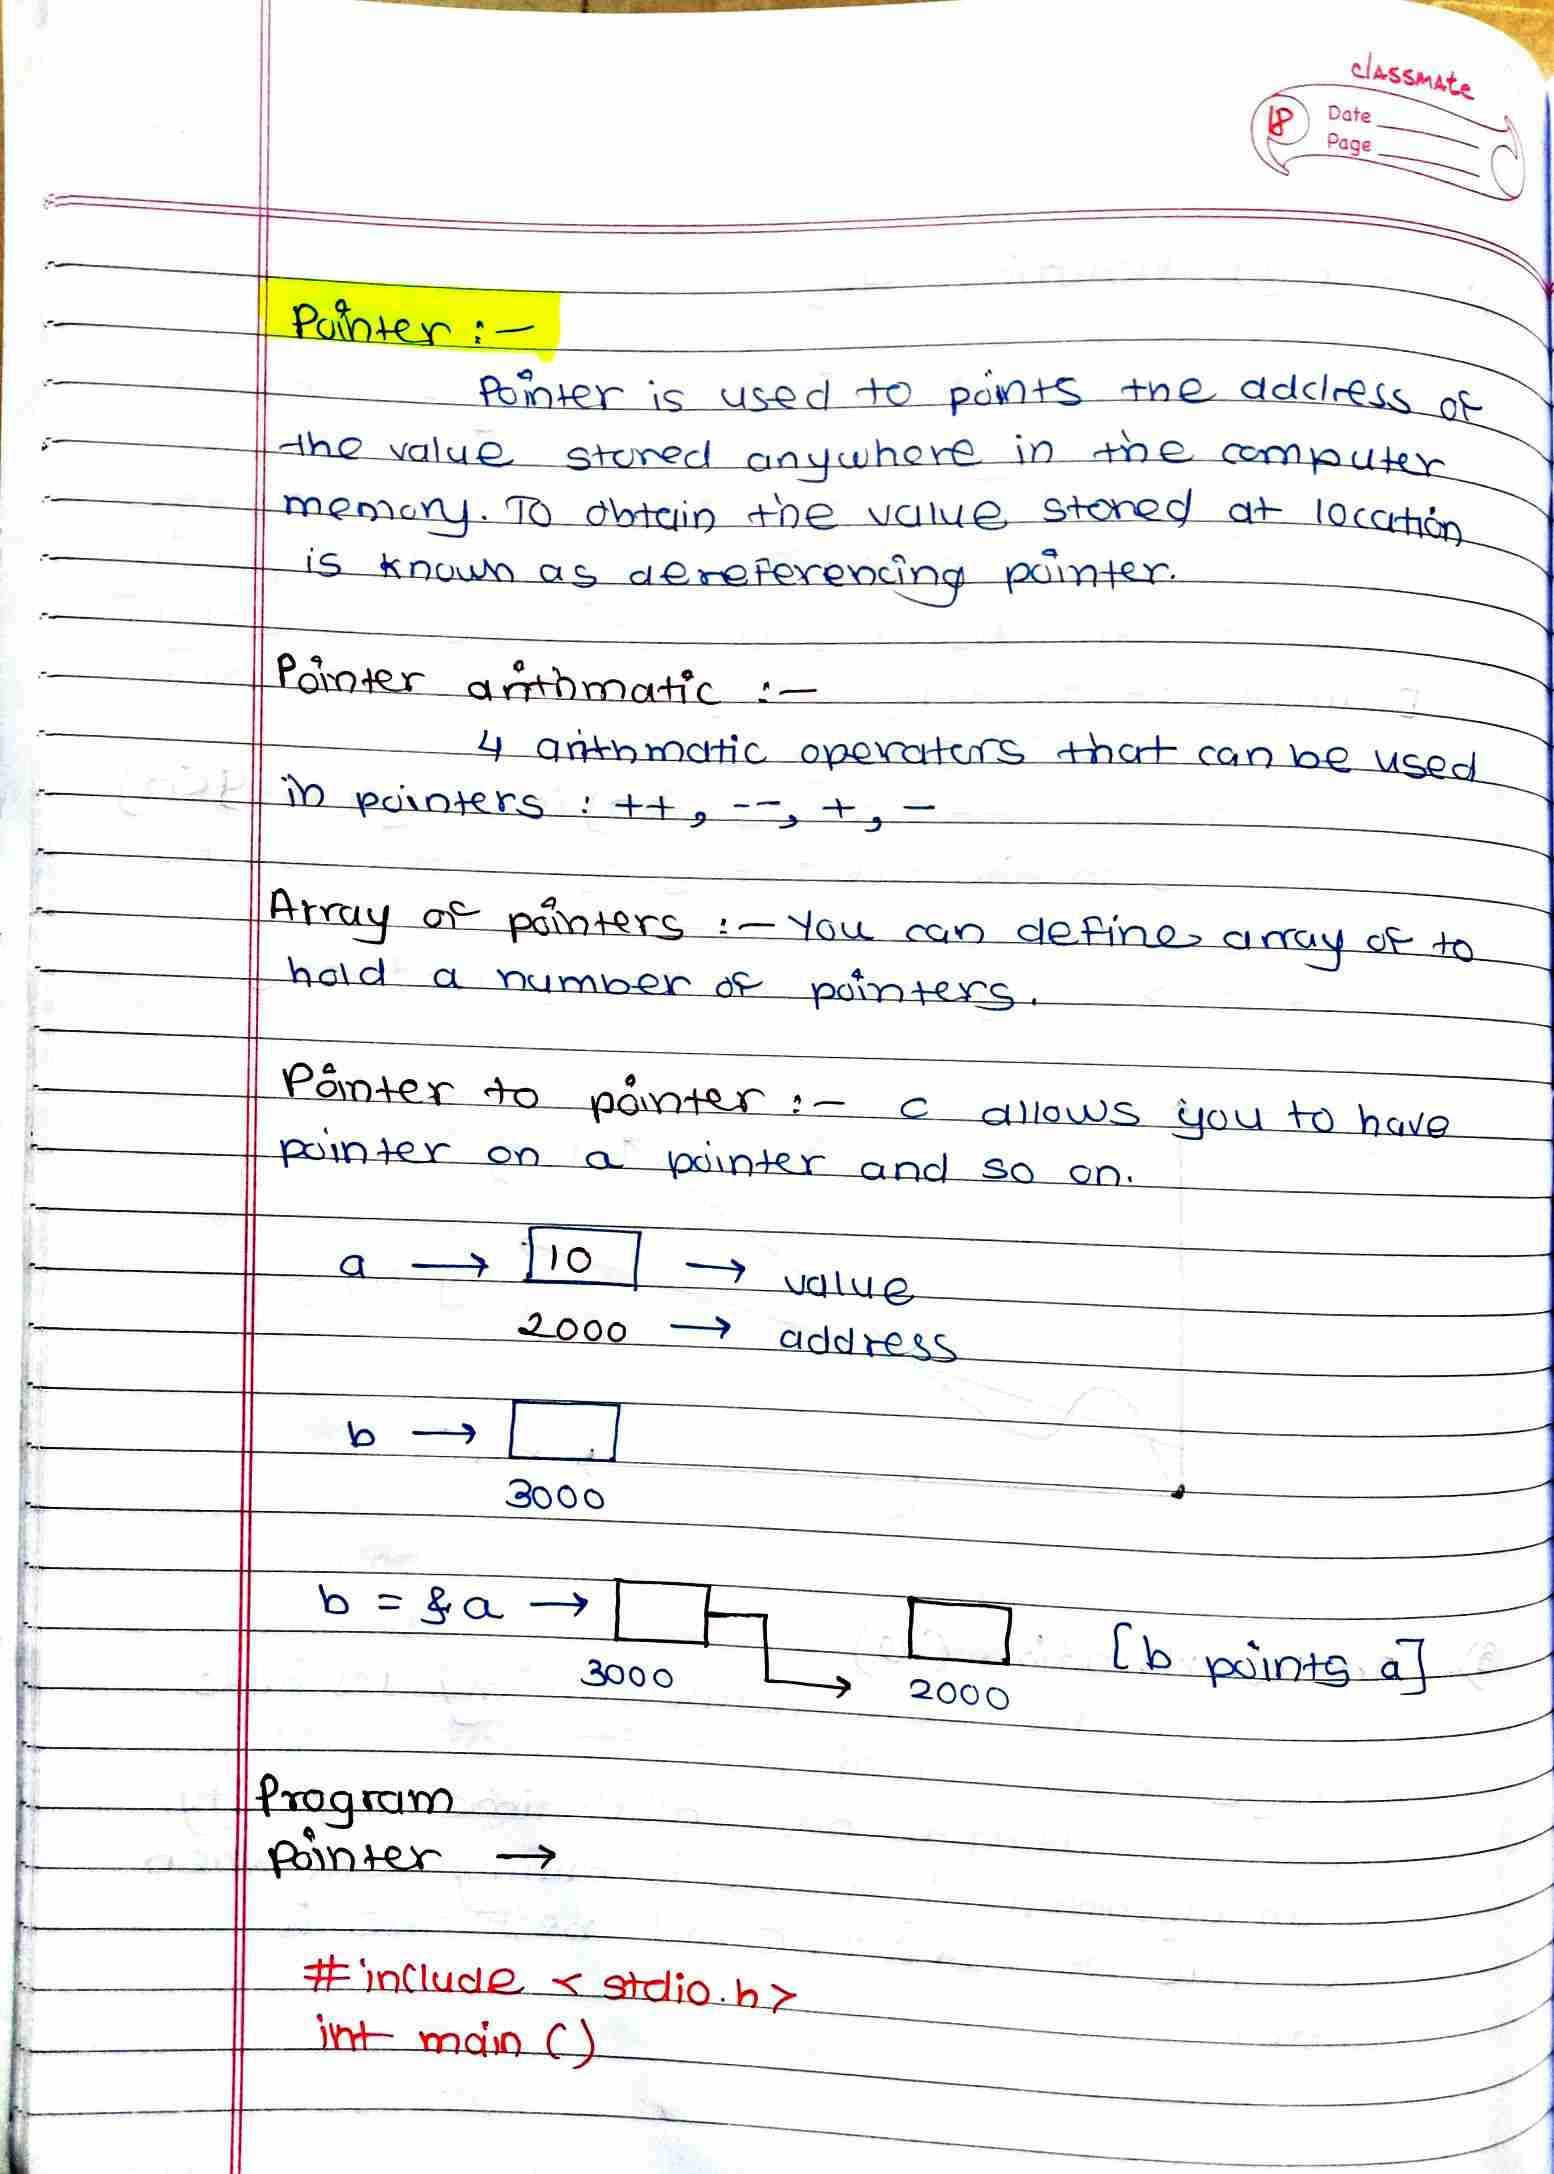 classmate
18
Date
Page
Pointer :-
Pointer is used to points the address of
the value stored anywhere in the computer
memory. To obtain the value stored at location
is known as dereferencing pointer.
Pointer arithmatic :-
4 arithmatic operators that can be used
in pointers : ++, --, +, -
Array of pointers :- You can define array of to
hold a number of pointers.
Pointer to pointer :- C allows you to have
pointer on a pointer and so on.
a → 10 → value
2000 → address
b →
3000
b = &a → [b points a]
3000 2000
Program
Pointer →
#include < stdio.h>
int main ()